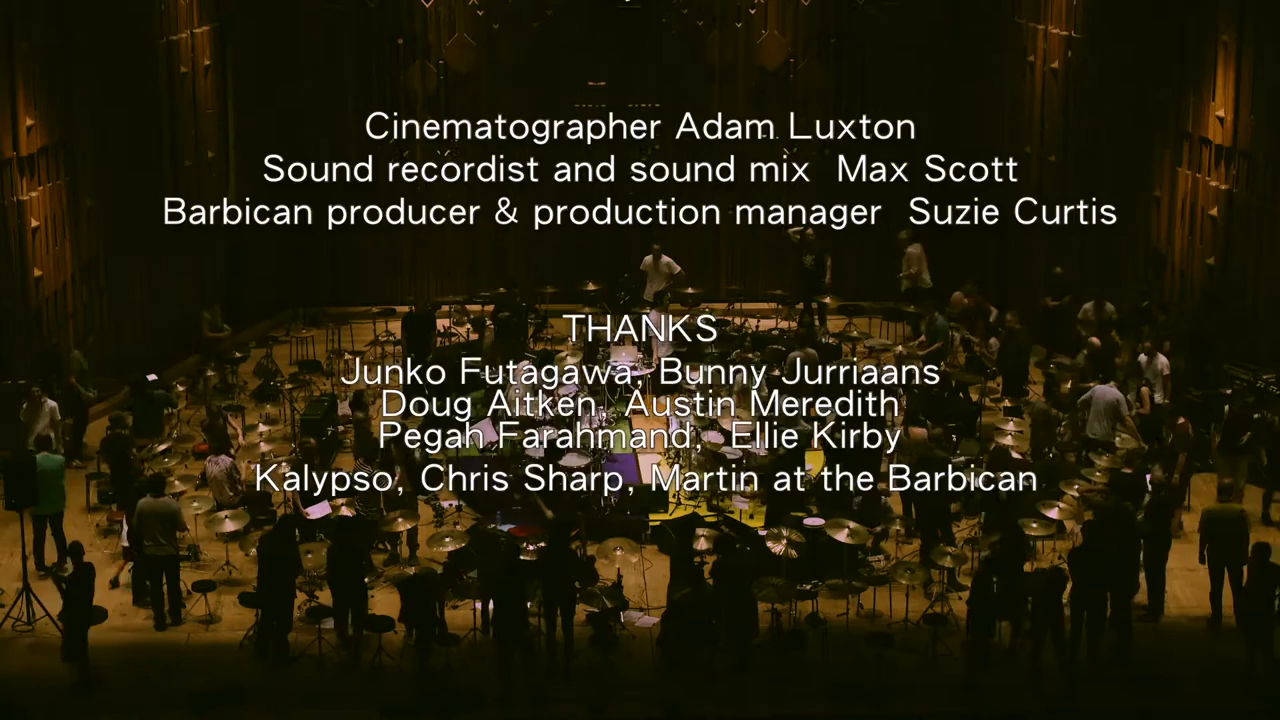 Cinematographer Adam Luxton
Sound recordist and sound mix  Max Scott
Barbican producer & production manager  Suzie Curtis
THANKS
Junko Futagawa, Bunny Jurriaans
Doug Aitken,  Austin Meredith
Pegah Farahmand,  Ellie Kirby
Kalypso, Chris Sharp, Martin at the Barbican